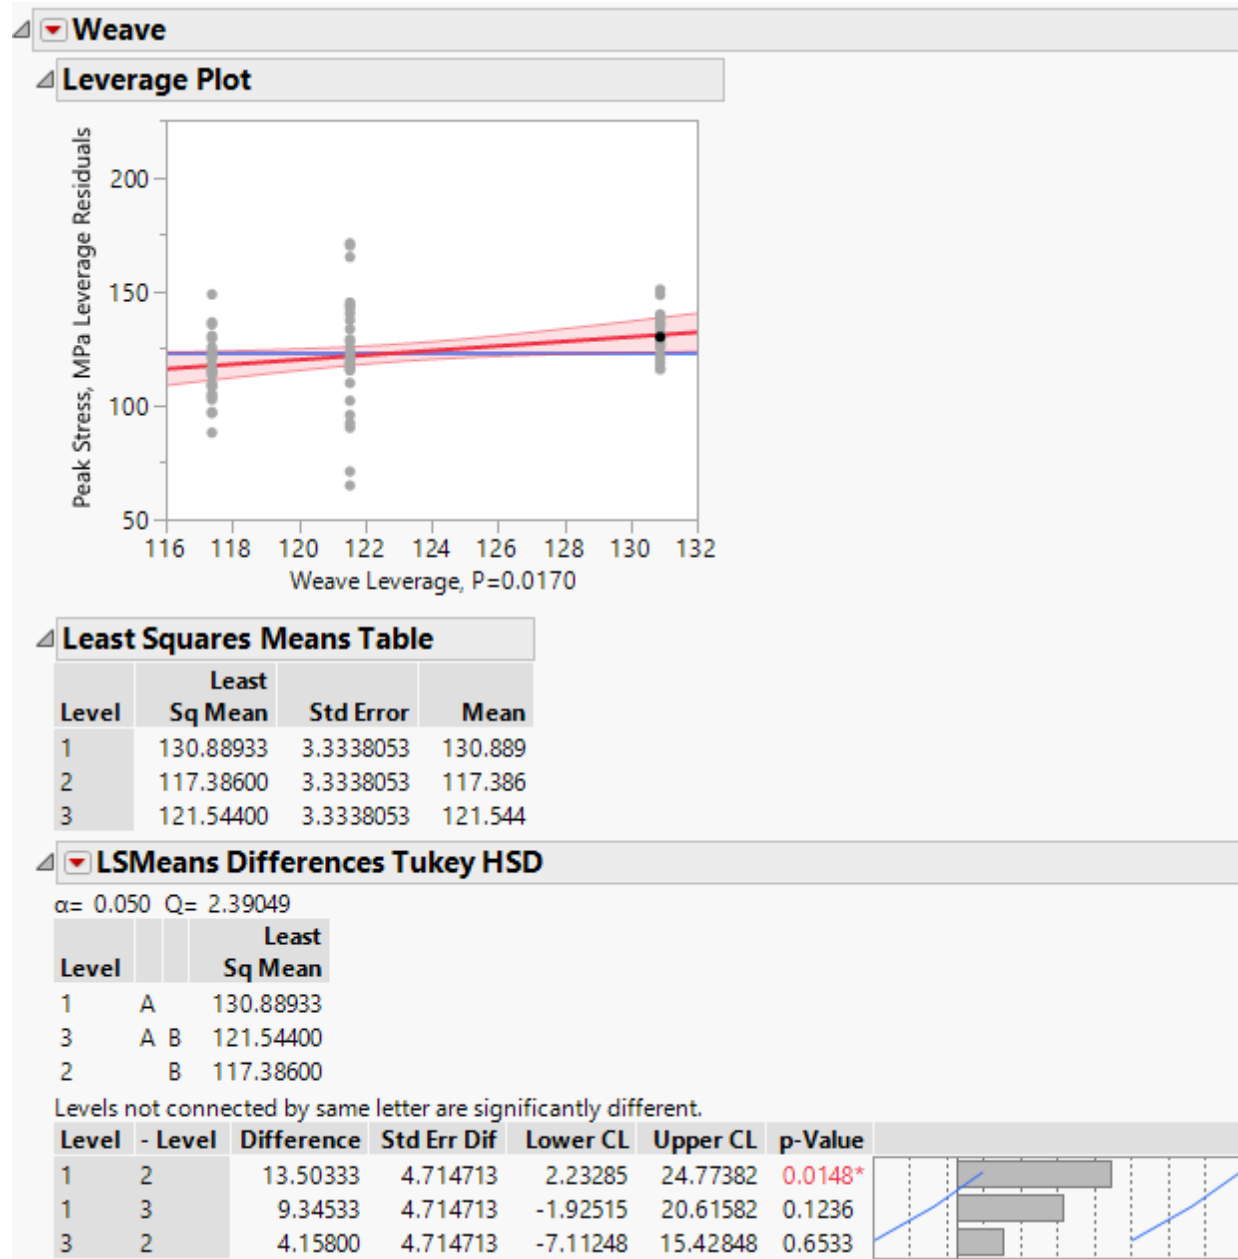 Weave
Leverage Plot
Peak Stress, MPa Leverage Residuals
200
150
100
50
116 118 120 122 124 126 128 130 132
Weave Leverage, P=0.0170
Least Squares Means Table
Least
Level Sq Mean Std Error Mean
1 130.88933 3.3338053 130.889
2 117.38600 3.3338053 117.386
3 121.54400 3.3338053 121.544
LSMeans Differences Tukey HSD
α= 0.050 Q= 2.39049
Least
Level Sq Mean
1 A 130.88933
3 A B 121.54400
2 B 117.38600
Levels not connected by same letter are significantly different.
Level - Level Difference Std Err Dif Lower CL Upper CL p-Value
1 2 13.50333 4.714713 2.23285 24.77382 0.0148*
1 3 9.34533 4.714713 -1.92515 20.61582 0.1236
3 2 4.15800 4.714713 -7.11248 15.42848 0.6533